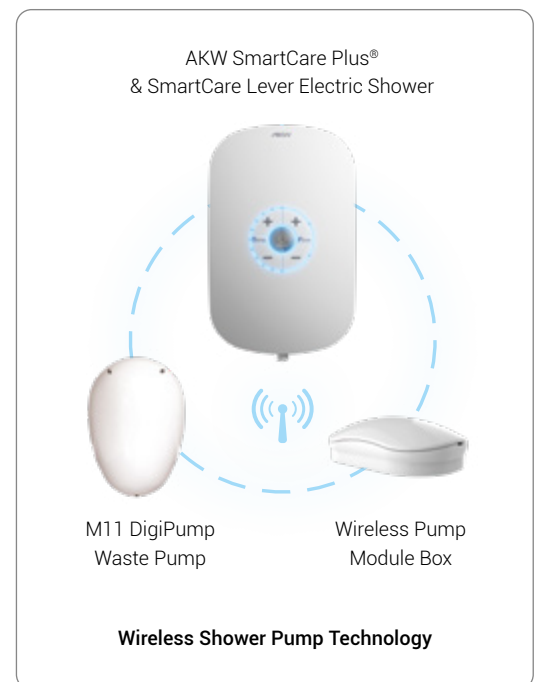 AKW SmartCare Plus®
& SmartCare Lever Electric Shower
M11 DigiPump
Waste Pump
Wireless Pump
Module Box
Wireless Shower Pump Technology